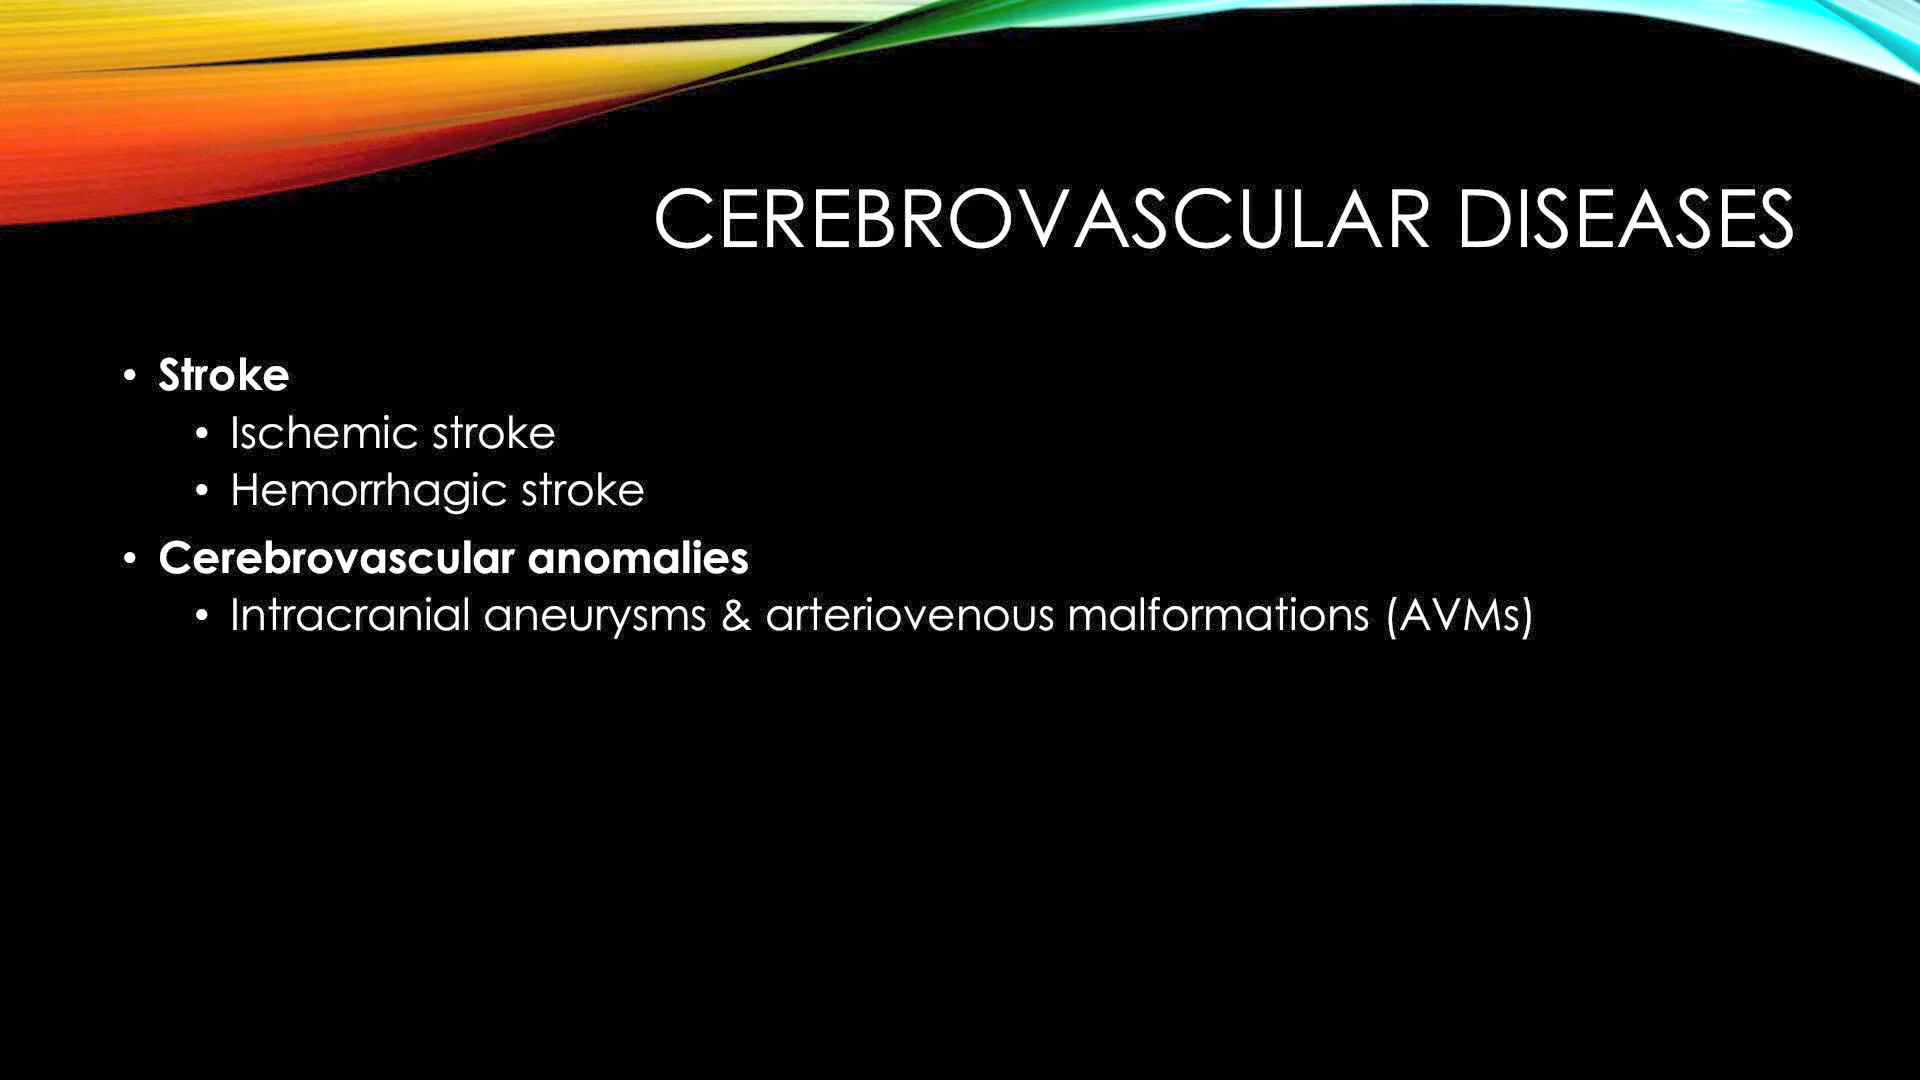 CEREBROVASCULAR DISEASES
• Stroke
• Ischemic stroke
• Hemorrhagic stroke
• Cerebrovascular anomalies
• Intracranial aneurysms & arteriovenous malformations (AVMs)